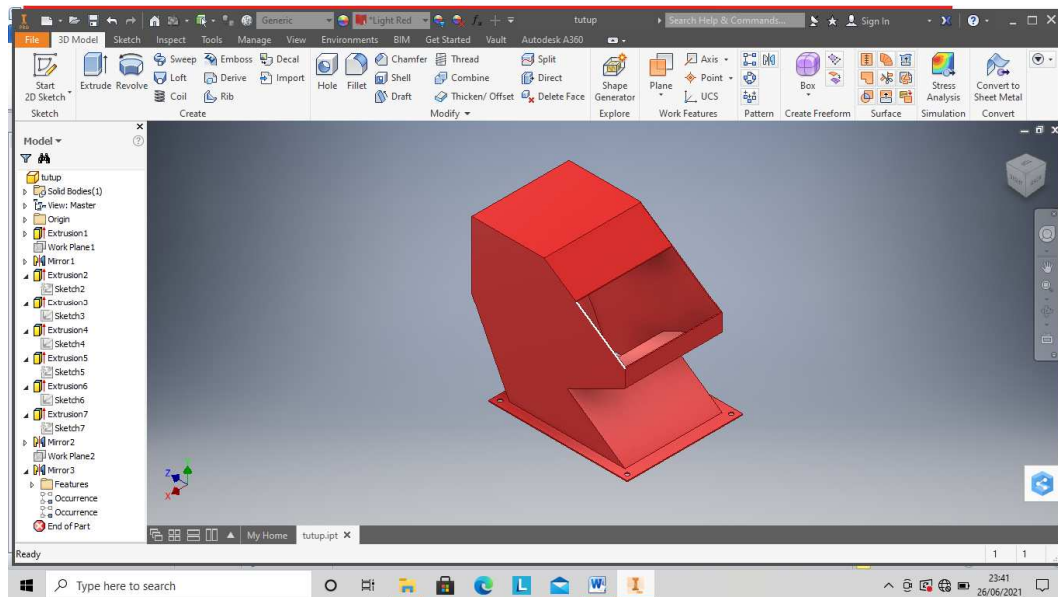 PRO
Generic
"Light Red
tutup
Search Help & Commands...
Sign In
File 3D Model Sketch Inspect Tools Manage View Environments BIM Get Started Vault Autodesk A360
Start
2D Sketch
Extrude Revolve
Sweep Emboss Decal
Loft Derive Import
Coil Rib
Hole Fillet
Chamfer Thread
Shell Combine
Draft Thicken/ Offset
Split
Direct
Delete Face
Shape
Generator
Plane
Axis
Point
UCS
Box
Stress
Analysis
Convert to
Sheet Metal
Sketch Create Modify Explore Work Features Pattern Create Freeform Surface Simulation Convert
Model
tutup
Solid Bodies(1)
View: Master
Origin
Extrusion1
Work Plane1
Mirror1
Extrusion2
Sketch2
Extrusion3
Sketch3
Extrusion4
Sketch4
Extrusion5
Sketch5
Extrusion6
Sketch6
Extrusion7
Sketch7
Mirror2
Work Plane2
Mirror3
Features
Occurrence
Occurrence
End of Part
Z
X
My Home tutup.ipt
Ready 1 1
Type here to search
23:41
26/06/2021